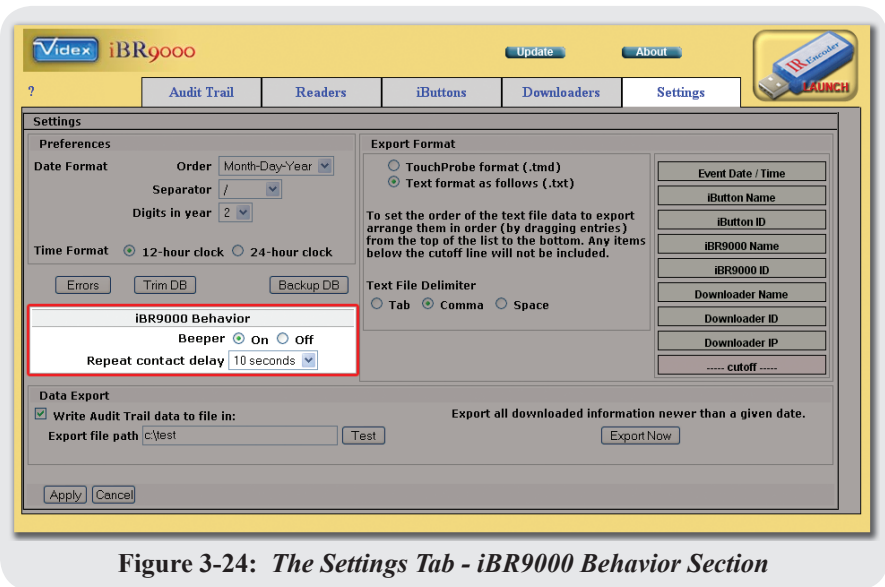 Videx iBR9000
Update
About
IR Encoder
LAUNCH
?
Audit Trail
Readers
iButtons
Downloaders
Settings
Settings
Preferences
Date Format
Order Month-Day-Year
Separator /
Digits in year 2
Time Format 12-hour clock 24-hour clock
Errors
Trim DB
Backup DB
iBR9000 Behavior
Beeper On Off
Repeat contact delay 10 seconds
Export Format
TouchProbe format (.tmd)
Text format as follows (.txt)
To set the order of the text file data to export
arrange them in order (by dragging entries)
from the top of the list to the bottom. Any items
below the cutoff line will not be included.
Text File Delimiter
Tab Comma Space
Event Date / Time
iButton Name
iButton ID
iBR9000 Name
iBR9000 ID
Downloader Name
Downloader ID
Downloader IP
----- cutoff -----
Data Export
Write Audit Trail data to file in:
Export file path c:\test
Test
Export all downloaded information newer than a given date.
Export Now
Apply
Cancel
Figure 3-24: The Settings Tab - iBR9000 Behavior Section